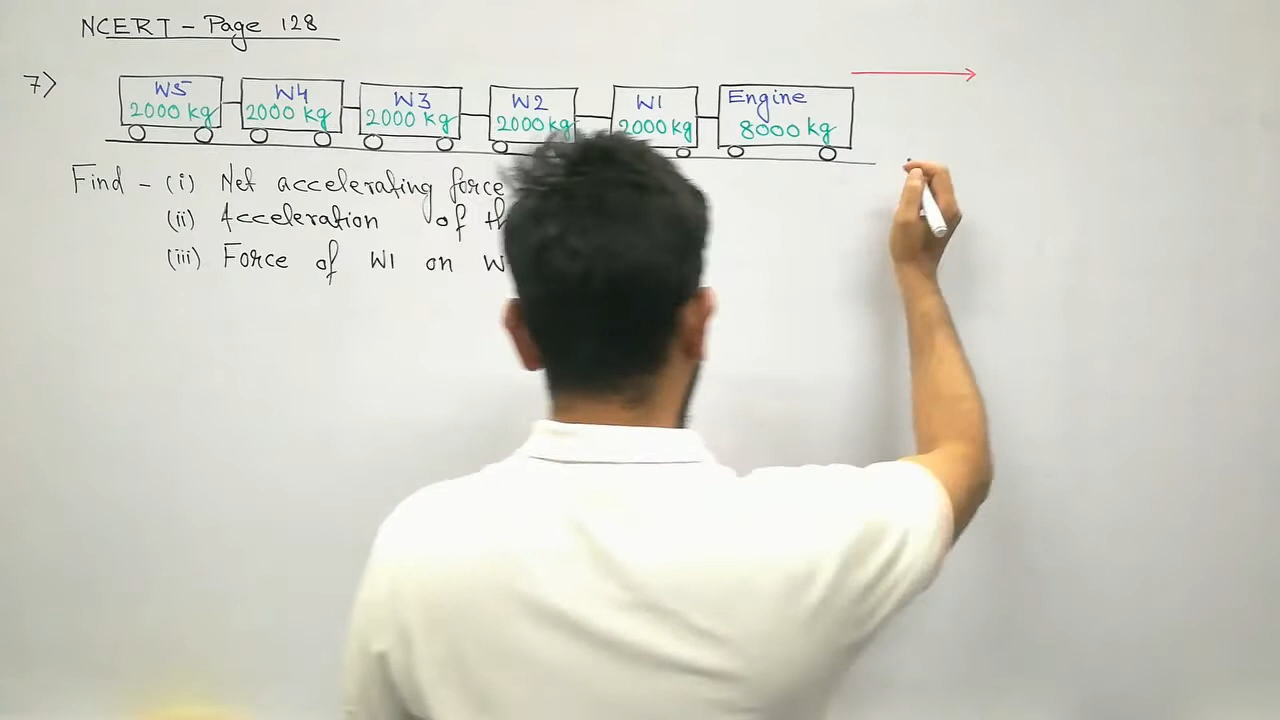 NCERT - Page 128
7)
W5 W4 W3 W2 W1 Engine
2000 kg 2000 kg 2000 kg 2000 kg 2000 kg 8000 kg
Find - (i) Net accelerating force
(ii) Acceleration of
(iii) Force of W1 on